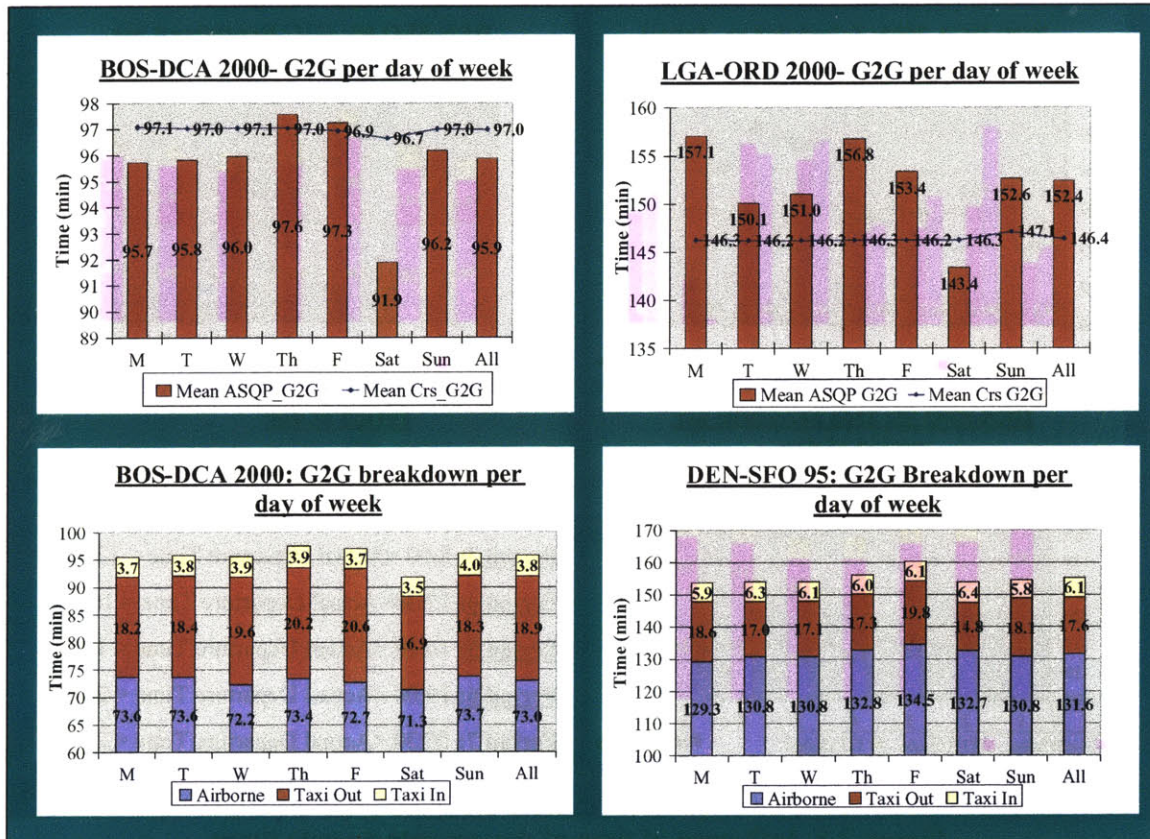 BOS-DCA 2000- G2G per day of week
Time (min)
98
97
96
95
94
93
92
91
90
89
97.1 97.0 97.1 97.0 96.9 96.7 97.0 97.0
95.7 95.8 96.0 97.6 97.3 91.9 96.2 95.9
M T W Th F Sat Sun All
Mean ASQP_G2G Mean Crs_G2G
LGA-ORD 2000- G2G per day of week
Time (min)
160
155
150
145
140
135
157.1 150.1 151.0 156.8 153.4 143.4 152.6 152.4
146.3 146.2 146.2 146.3 146.2 146.3 147.1 146.4
M T W Th F Sat Sun All
Mean ASQP G2G Mean Crs G2G
BOS-DCA 2000: G2G breakdown per
day of week
Time (min)
100
95
90
85
80
75
70
65
60
3.7 3.8 3.9 3.9 3.7 3.5 4.0 3.8
18.2 18.4 19.6 20.2 20.6 16.9 18.3 18.9
73.6 73.6 72.2 73.4 72.7 71.3 73.7 73.0
M T W Th F Sat Sun All
Airborne Taxi Out Taxi In
DEN-SFO 95: G2G Breakdown per
day of week
Time (min)
170
160
150
140
130
120
110
100
5.9 6.3 6.1 6.0 6.1 6.4 5.8 6.1
18.6 17.0 17.1 17.3 19.8 14.8 18.1 17.6
129.3 130.8 130.8 132.8 134.5 132.7 130.8 131.6
M T W Th F Sat Sun All
Airborne Taxi Out Taxi In